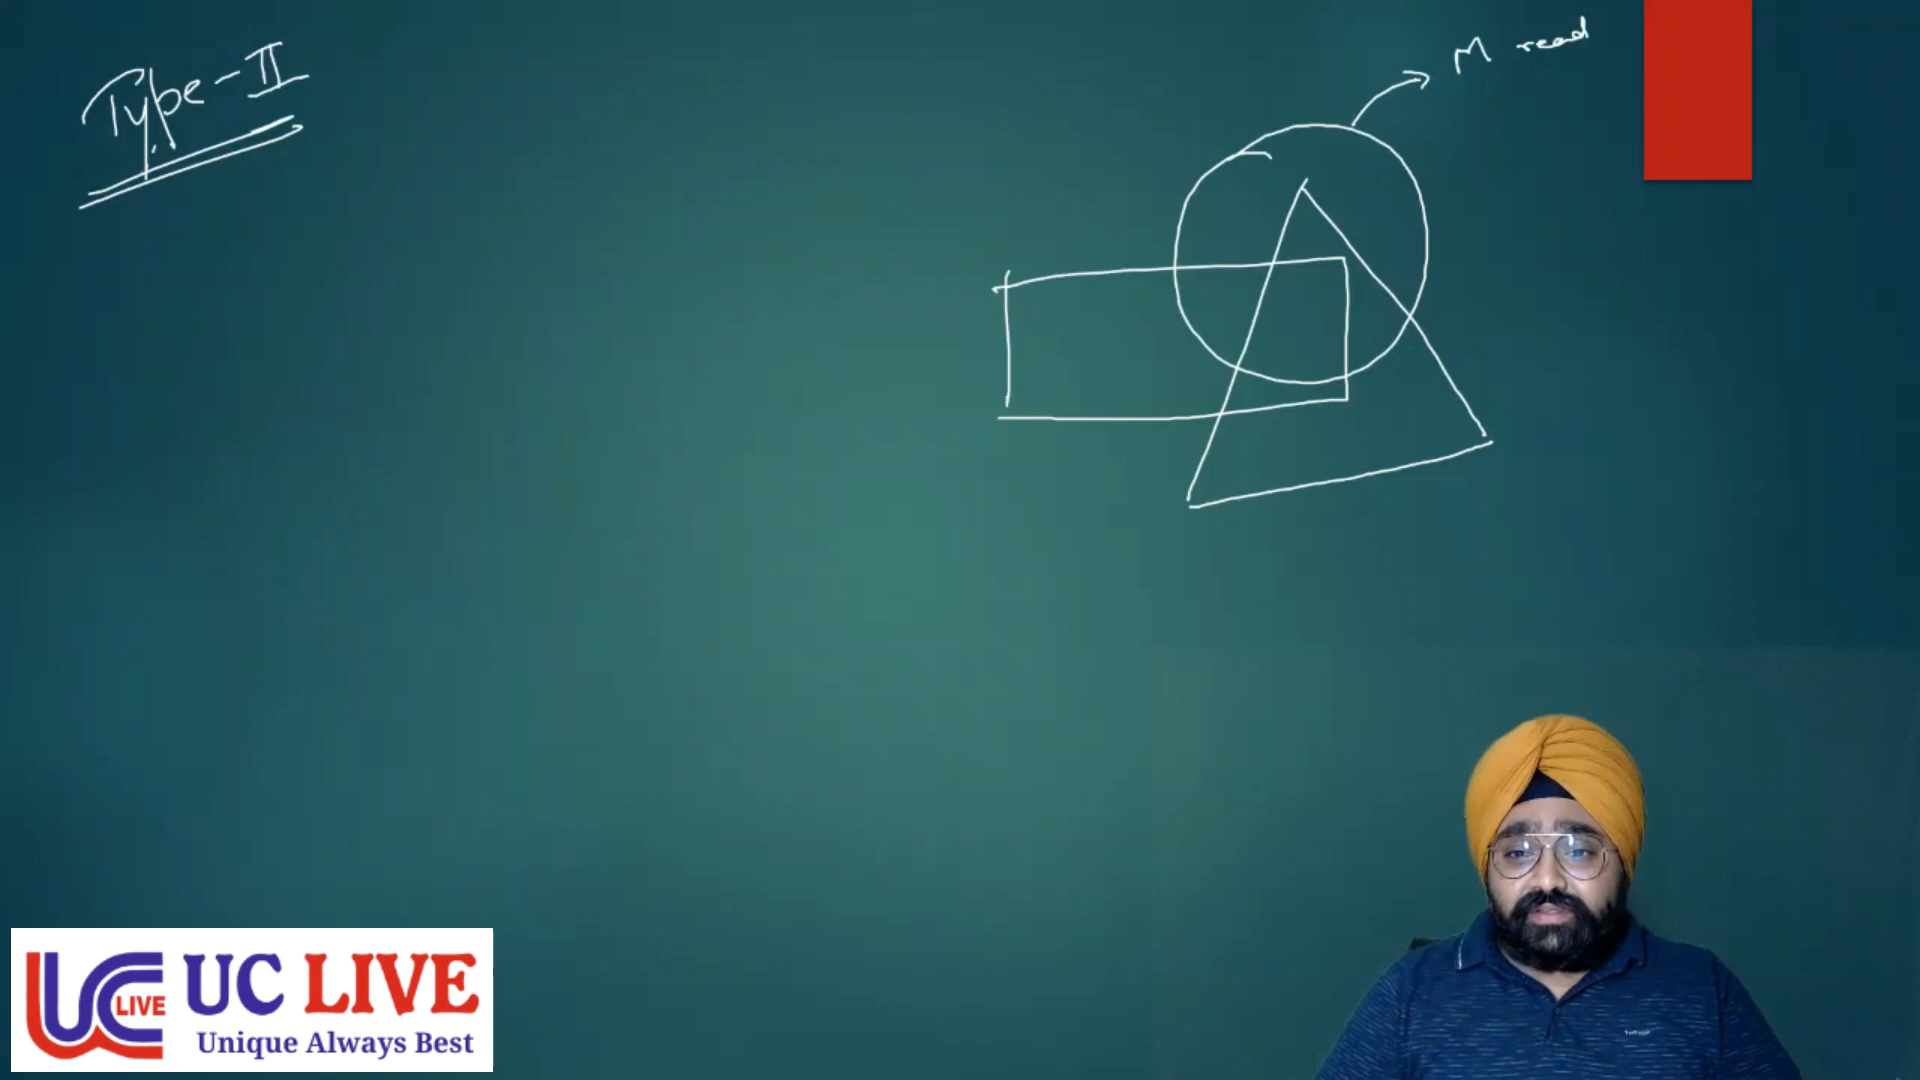 Type-II
M read
UC LIVE
LIVE
Unique Always Best